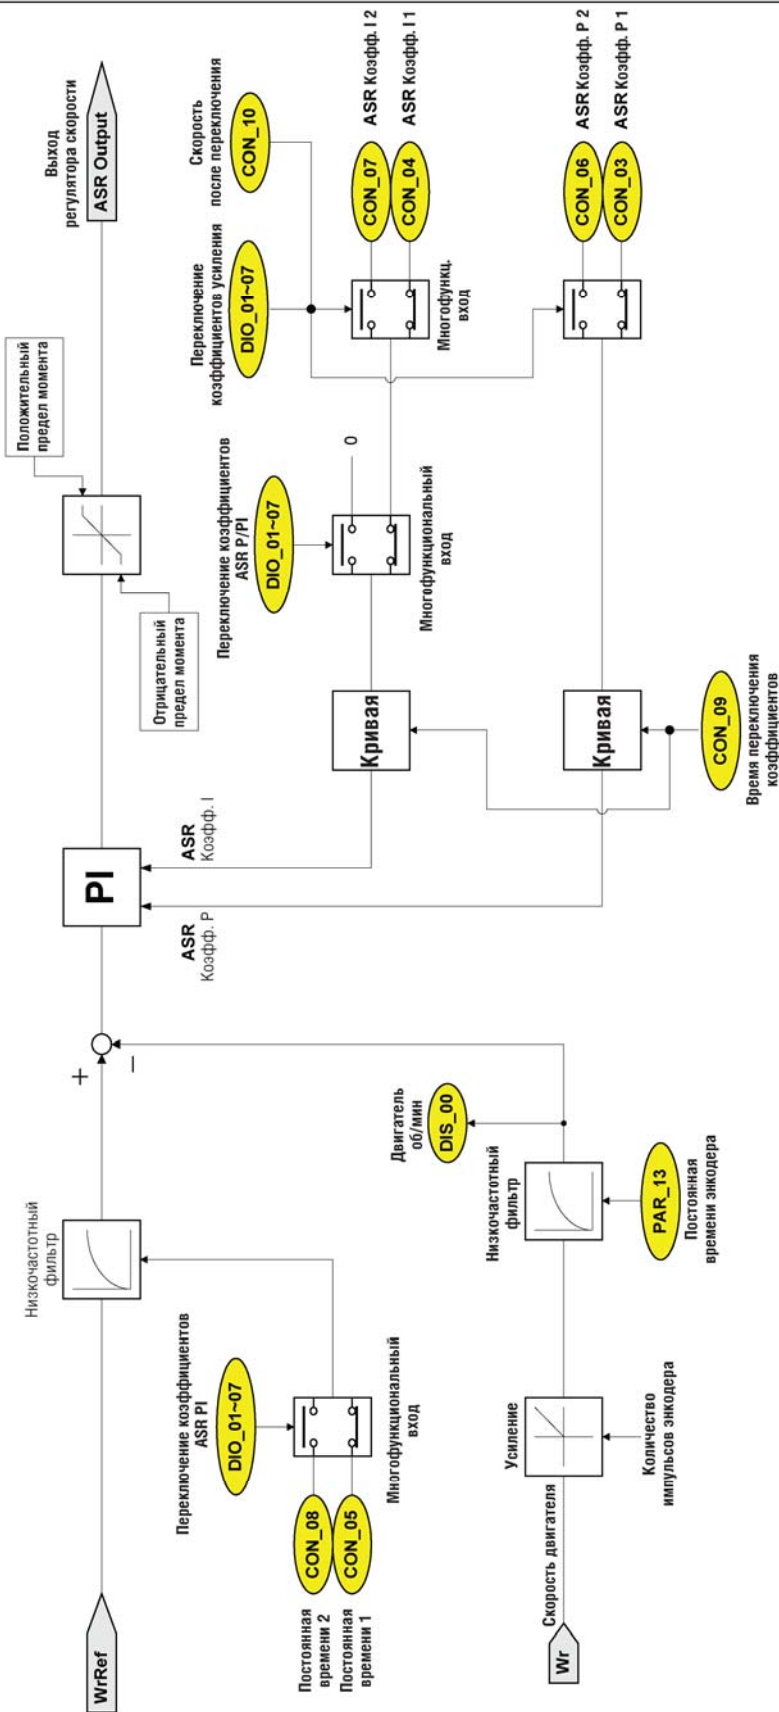 WrRef
Низкочастотный
фильтр
+
−
PI
Положительный
предел момента
Отрицательный
предел момента
Выход
регулятора скорости
ASR Output
Переключение коэффициентов
ASR PI
DIO_01~07
CON_08
CON_05
Постоянная
времени 2
Постоянная
времени 1
Многофункциональный
вход
ASR
Коэфф. P
ASR
Коэфф. I
Переключение коэффициентов
ASR P/PI
DIO_01~07
0
Многофункциональный
вход
Кривая
Переключение
коэффициентов усиления
DIO_01~07
Скорость
после переключения
CON_10
CON_07
ASR Коэфф. I 2
CON_04
ASR Коэфф. I 1
Многофункц.
вход
CON_06
ASR Коэфф. P 2
CON_03
ASR Коэфф. P 1
Кривая
CON_09
Время переключения
коэффициентов
Wr
Скорость двигателя
Усиление
Количество
импульсов энкодера
Низкочастотный
фильтр
Двигатель
об/мин
DIS_00
PAR_13
Постоянная
времени энкодера